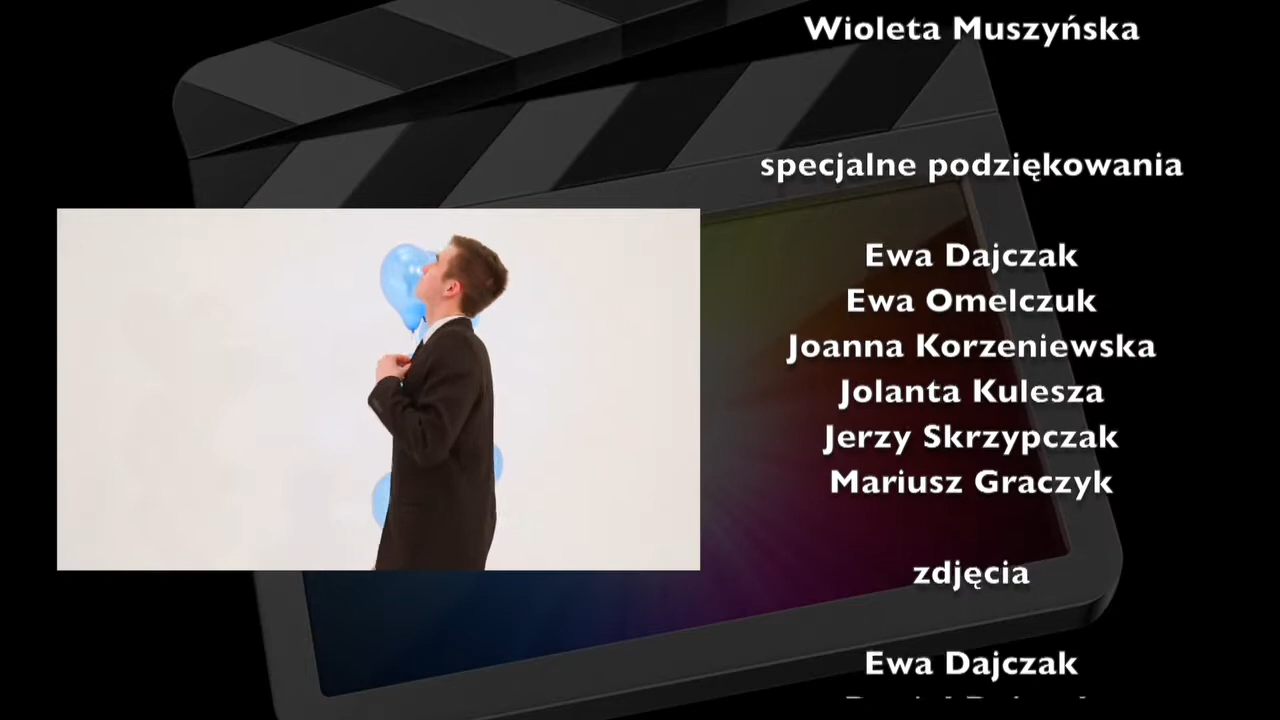 Wioleta Muszyńska
specjalne podziękowania
Ewa Dajczak
Ewa Omelczuk
Joanna Korzeniewska
Jolanta Kulesza
Jerzy Skrzypczak
Mariusz Graczyk
zdjęcia
Ewa Dajczak